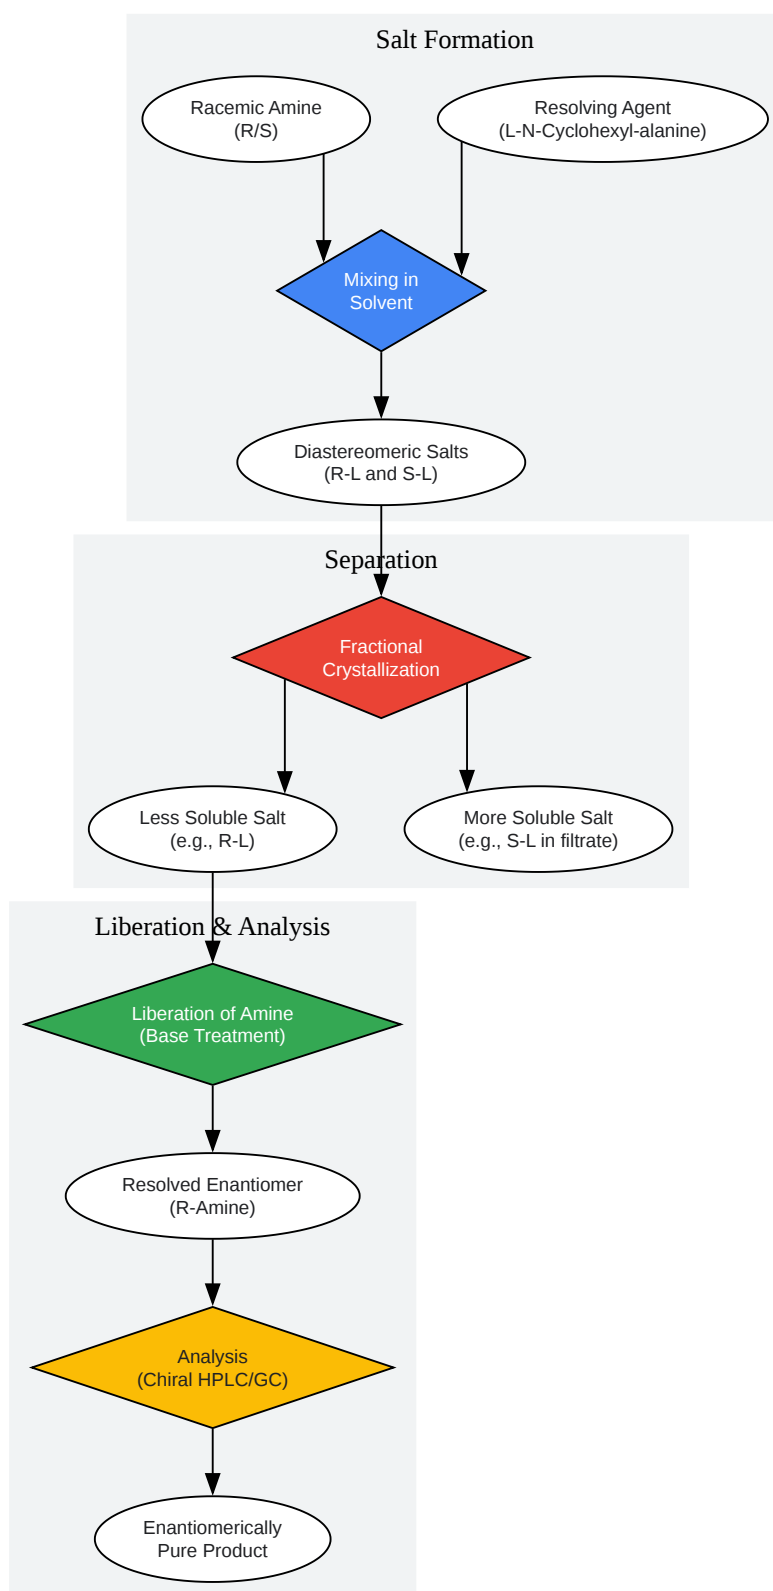 Salt Formation
Racemic Amine
(R/S)
Resolving Agent
(L-N-Cyclohexyl-alanine)
Mixing in
Solvent
Diastereomeric Salts
(R-L and S-L)
Separation
Fractional
Crystallization
Less Soluble Salt
(e.g., R-L)
More Soluble Salt
(e.g., S-L in filtrate)
Liberation & Analysis
Liberation of Amine
(Base Treatment)
Resolved Enantiomer
(R-Amine)
Analysis
(Chiral HPLC/GC)
Enantiomerically
Pure Product